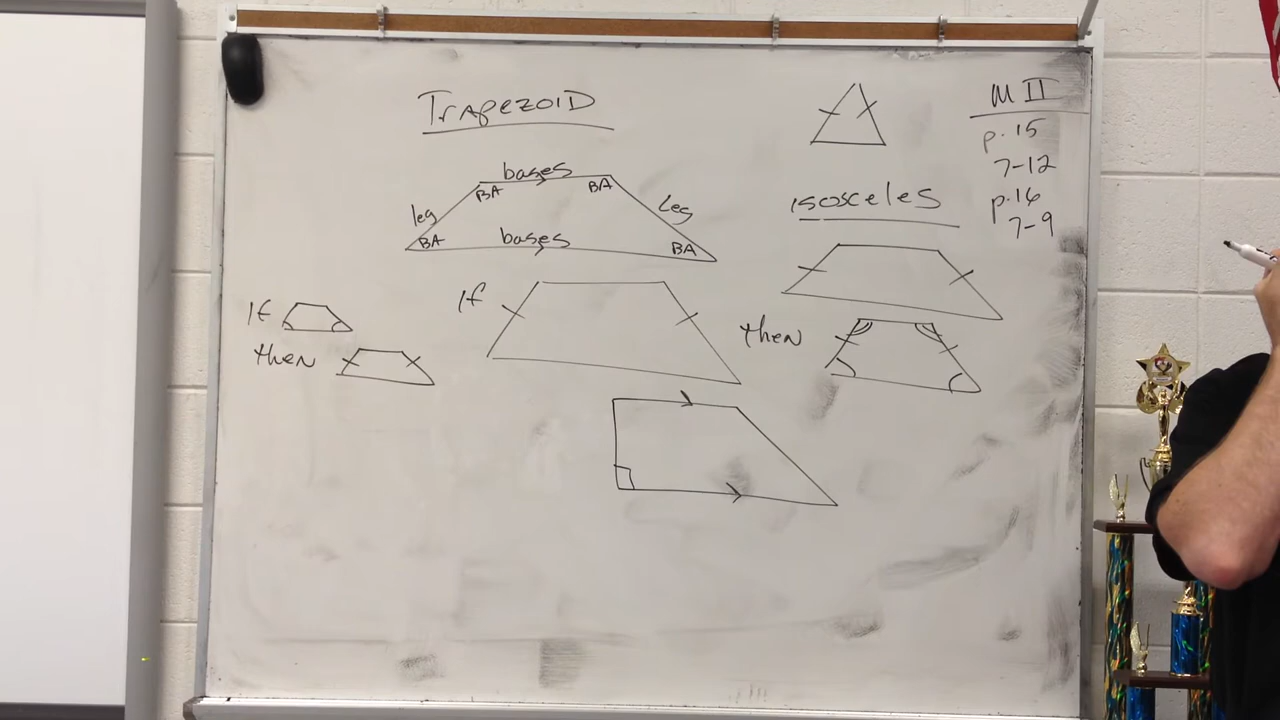 TrApezoiD
bases
BA BA
leg Leg
BA bases BA
If
then
If
then
isosceles
M II
p.15
7-12
p.16
7-9